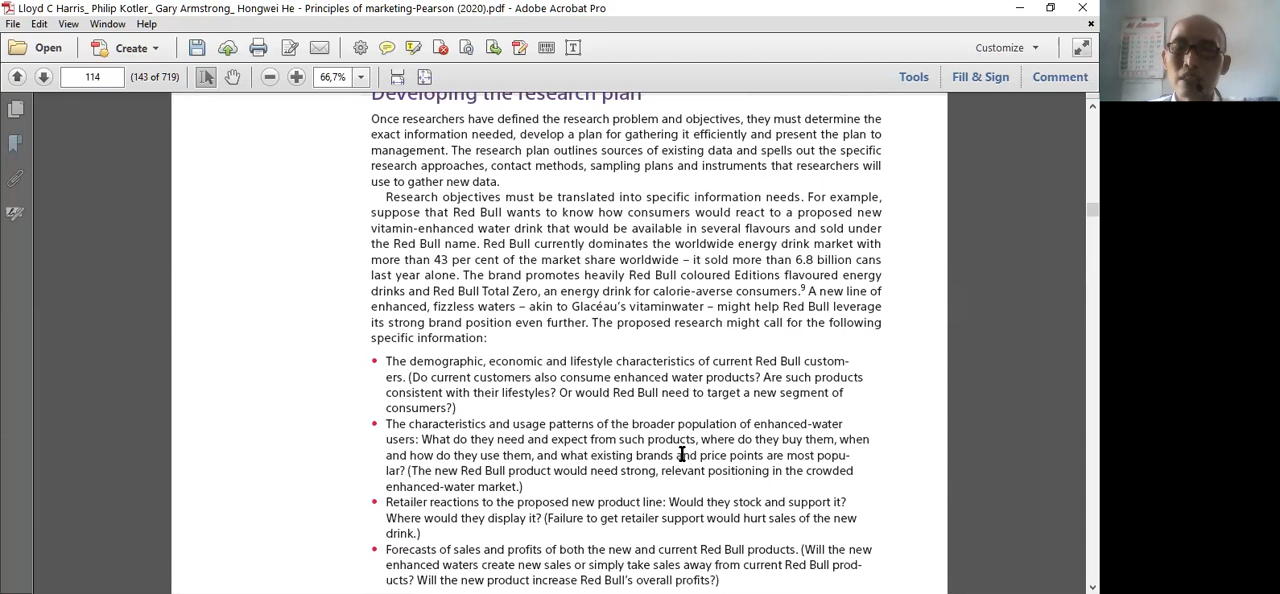 Lloyd C Harris_ Philip Kotler_ Gary Armstrong_ Hongwei He - Principles of marketing-Pearson (2020).pdf - Adobe Acrobat Pro
File Edit View Window Help
Open Create Customize
114 (143 of 719) 66,7% Tools Fill & Sign Comment
Developing the research plan
Once researchers have defined the research problem and objectives, they must determine the
exact information needed, develop a plan for gathering it efficiently and present the plan to
management. The research plan outlines sources of existing data and spells out the specific
research approaches, contact methods, sampling plans and instruments that researchers will
use to gather new data.
Research objectives must be translated into specific information needs. For example,
suppose that Red Bull wants to know how consumers would react to a proposed new
vitamin-enhanced water drink that would be available in several flavours and sold under
the Red Bull name. Red Bull currently dominates the worldwide energy drink market with
more than 43 per cent of the market share worldwide – it sold more than 6.8 billion cans
last year alone. The brand promotes heavily Red Bull coloured Editions flavoured energy
drinks and Red Bull Total Zero, an energy drink for calorie-averse consumers.9 A new line of
enhanced, fizzless waters – akin to Glacéau's vitaminwater – might help Red Bull leverage
its strong brand position even further. The proposed research might call for the following
specific information:
• The demographic, economic and lifestyle characteristics of current Red Bull custom-
ers. (Do current customers also consume enhanced water products? Are such products
consistent with their lifestyles? Or would Red Bull need to target a new segment of
consumers?)
• The characteristics and usage patterns of the broader population of enhanced-water
users: What do they need and expect from such products, where do they buy them, when
and how do they use them, and what existing brands and price points are most popu-
lar? (The new Red Bull product would need strong, relevant positioning in the crowded
enhanced-water market.)
• Retailer reactions to the proposed new product line: Would they stock and support it?
Where would they display it? (Failure to get retailer support would hurt sales of the new
drink.)
• Forecasts of sales and profits of both the new and current Red Bull products. (Will the new
enhanced waters create new sales or simply take sales away from current Red Bull prod-
ucts? Will the new product increase Red Bull's overall profits?)